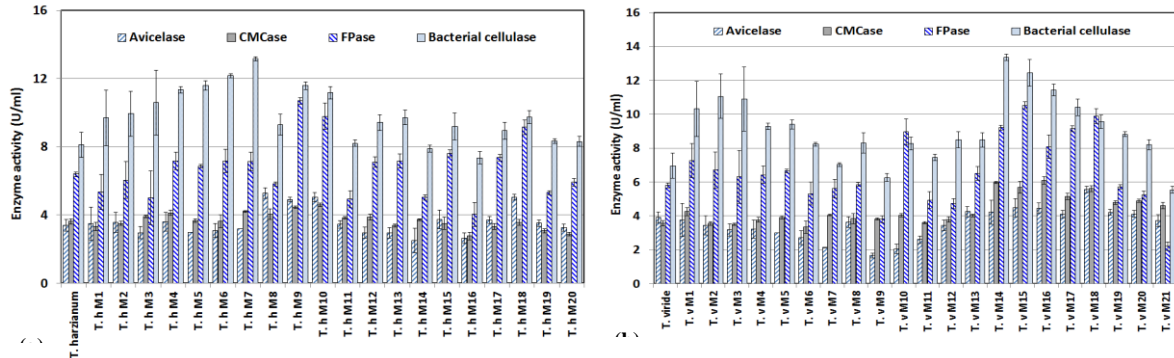 16
12
8
4
0
Enzyme activity (U/ml)
Avicelase CMCase FPase Bacterial cellulase
T. harzianum
T. h M1
T. h M2
T. h M3
T. h M4
T. h M5
T. h M6
T. h M7
T. h M8
T. h M9
T. h M10
T. h M11
T. h M12
T. h M13
T. h M14
T. h M15
T. h M16
T. h M17
T. h M18
T. h M19
T. h M20
16
14
12
10
8
6
4
2
0
Enzyme activity (U/ml)
Avicelase CMCase FPase Bacterial cellulase
T. viride
T. v M1
T. v M2
T. v M3
T. v M4
T. v M5
T. v M6
T. v M7
T. v M8
T. v M9
T. v M10
T. v M11
T. v M12
T. v M13
T. v M14
T. v M15
T. v M16
T. v M17
T. v M18
T. v M19
T. v M20
T. v M21